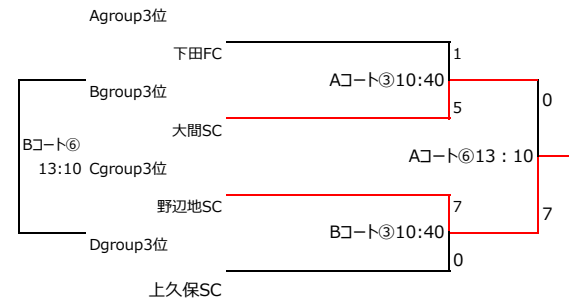 Agroup3位
下田FC
1
Aコート③10:40
Bgroup3位
0
5
大間SC
Bコート⑥
13:10
Aコート⑥13：10
Cgroup3位
野辺地SC
7
7
Bコート③10:40
Dgroup3位
0
上久保SC